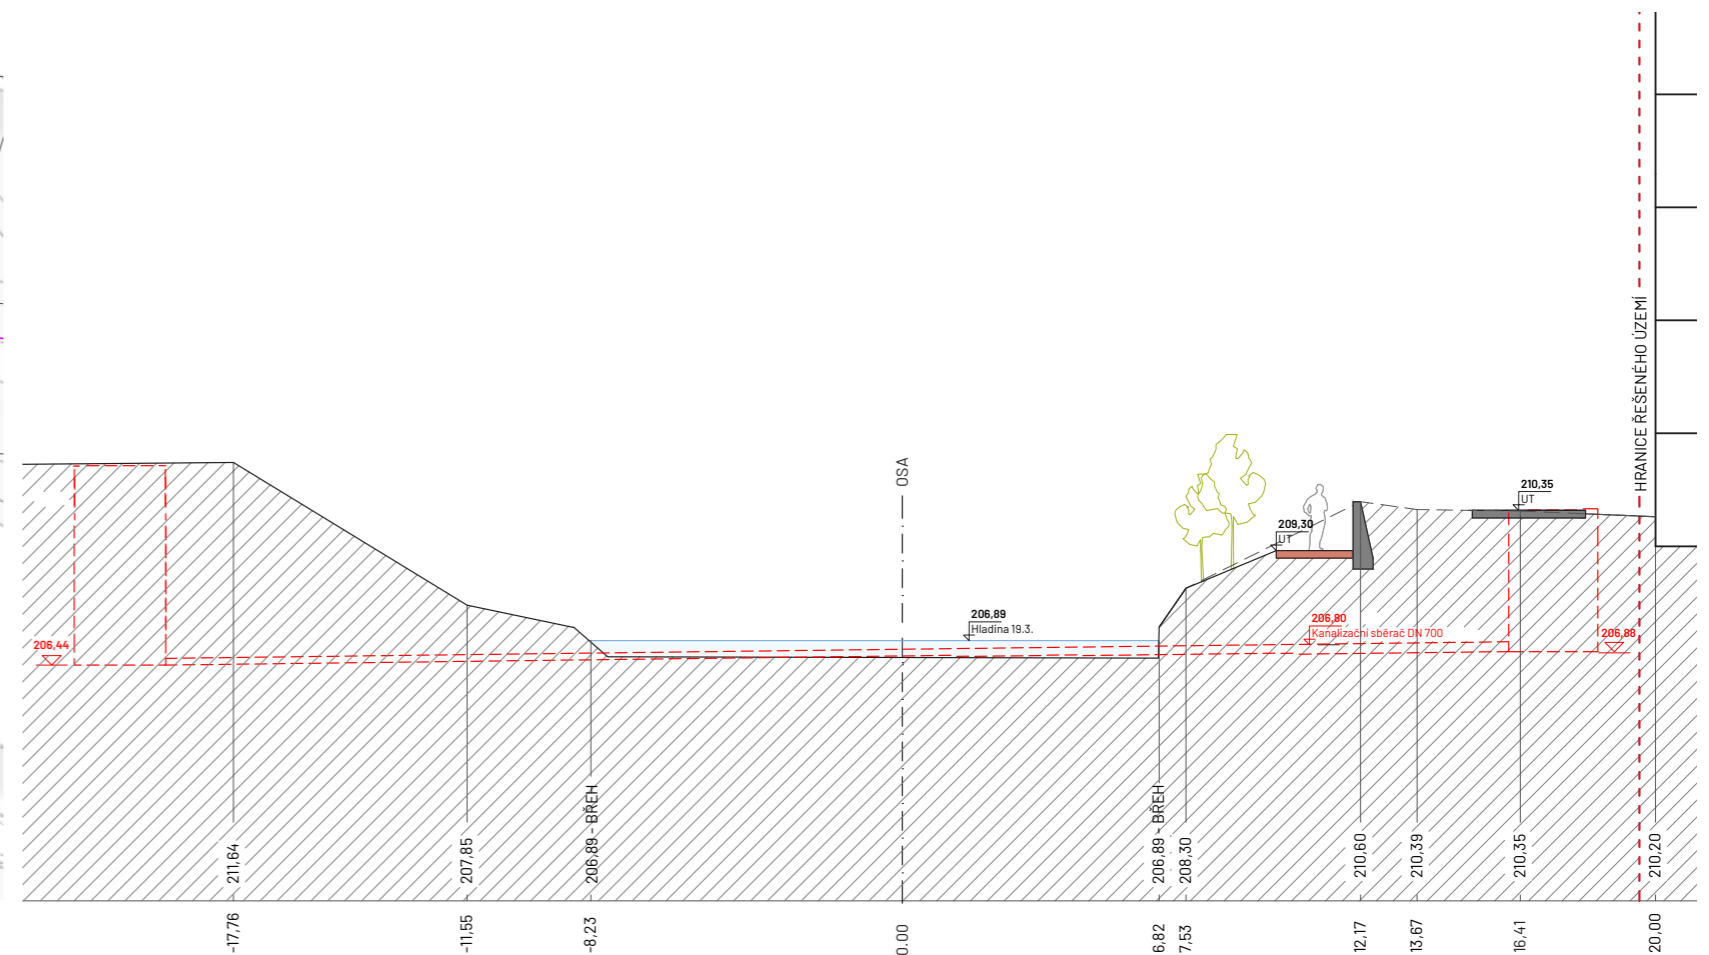 HRANICE ŘEŠENÉHO ÚZEMÍ
OSA
210,35
UT
209,30
UT
206,89
Hladina 19.3.
206,80
Kanalizační sběrač DN 700
206,44
206,88
211,64
207,85
206,89 - BŘEH
206,89 - BŘEH
208,30
210,60
210,39
210,35
210,20
-17,76
-11,55
-8,23
0.00
6.82
7,53
12,17
13,67
16,41
20,00